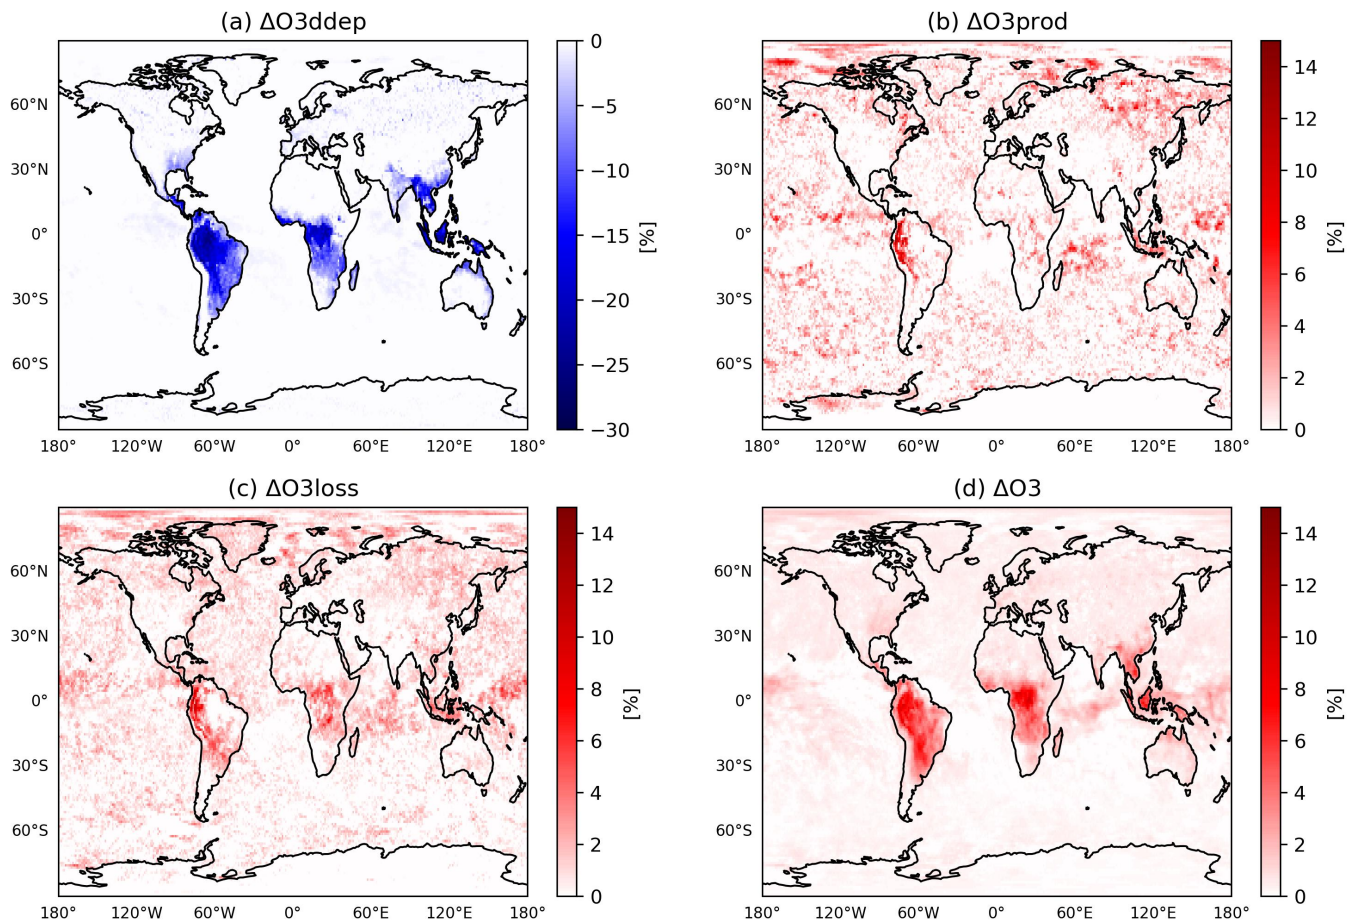 (a) ΔO3ddep
60°N
30°N
0°
30°S
60°S
180°
120°W
60°W
0°
60°E
120°E
180°
0
−5
−10
−15
−20
−25
−30
[%]
(b) ΔO3prod
60°N
30°N
0°
30°S
60°S
180°
120°W
60°W
0°
60°E
120°E
180°
14
12
10
8
6
4
2
0
[%]
(c) ΔO3loss
60°N
30°N
0°
30°S
60°S
180°
120°W
60°W
0°
60°E
120°E
180°
14
12
10
8
6
4
2
0
[%]
(d) ΔO3
60°N
30°N
0°
30°S
60°S
180°
120°W
60°W
0°
60°E
120°E
180°
14
12
10
8
6
4
2
0
[%]